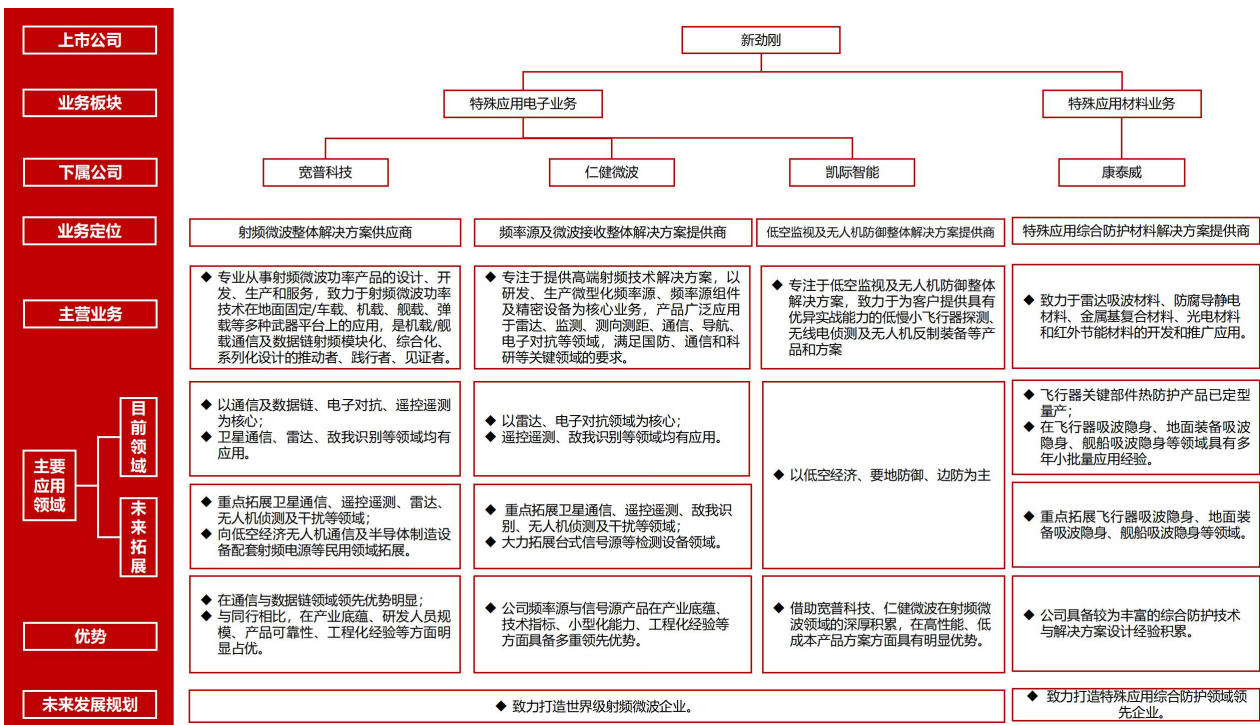 上市公司
新劲刚
业务板块
特殊应用电子业务
特殊应用材料业务
下属公司
宽普科技
仁健微波
凯际智能
康泰威
业务定位
射频微波整体解决方案供应商
频率源及微波接收整体解决方案提供商
低空监视及无人机防御整体解决方案提供商
特殊应用综合防护材料解决方案提供商
主营业务
◆ 专业从事射频微波功率产品的设计、开
发、生产和服务，致力于射频微波功率
技术在地面固定/车载、机载、舰载、弹
载等多种武器平台上的应用，是机载/舰
载通信及数据链射频模块化、综合化、
系列化设计的推动者、践行者、见证者。
◆ 专注于提供高端射频技术解决方案，以
研发、生产微型化频率源、频率源组件
及精密设备为核心业务，产品广泛应用
于雷达、监测、测向测距、通信、导航、
电子对抗等领域，满足国防、通信和科
研等关键领域的要求。
◆ 专注于低空监视及无人机防御整体
解决方案，致力于为客户提供具有
优异实战能力的低慢小飞行器探测、
无线电侦测及无人机反制装备等产
品和方案
◆ 致力于雷达吸波材料、防腐导静电
材料、金属基复合材料、光电材料
和红外节能材料的开发和推广应用。
主要
应用
领域
目
前
领
域
◆ 以通信及数据链、电子对抗、遥控遥测
为核心；
◆ 卫星通信、雷达、敌我识别等领域均有
应用。
◆ 以雷达、电子对抗领域为核心；
◆ 遥控遥测、敌我识别等领域均有应用。
◆ 以低空经济、要地防御、边防为主
◆ 飞行器关键部件热防护产品已定型
量产；
◆ 在飞行器吸波隐身、地面装备吸波
隐身、舰船吸波隐身等领域具有多
年小批量应用经验。
未
来
拓
展
◆ 重点拓展卫星通信、遥控遥测、雷达、
无人机侦测及干扰等领域；
◆ 向低空经济无人机通信及半导体制造设
备配套射频电源等民用领域拓展。
◆ 重点拓展卫星通信、遥控遥测、敌我识
别、无人机侦测及干扰等领域；
◆ 大力拓展台式信号源等检测设备领域。
◆ 重点拓展飞行器吸波隐身、地面装
备吸波隐身、舰船吸波隐身等领域。
优势
◆ 在通信与数据链领域领先优势明显；
◆ 与同行相比，在产业底蕴、研发人员规
模、产品可靠性、工程化经验等方面明
显占优。
◆ 公司频率源与信号源产品在产业底蕴、
技术指标、小型化能力、工程化经验等
方面具备多重领先优势。
◆ 借助宽普科技、仁健微波在射频微
波领域的深厚积累，在高性能、低
成本产品方案方面具有明显优势。
◆ 公司具备较为丰富的综合防护技术
与解决方案设计经验积累。
未来发展规划
◆ 致力打造世界级射频微波企业。
◆ 致力打造特殊应用综合防护领域领
先企业。